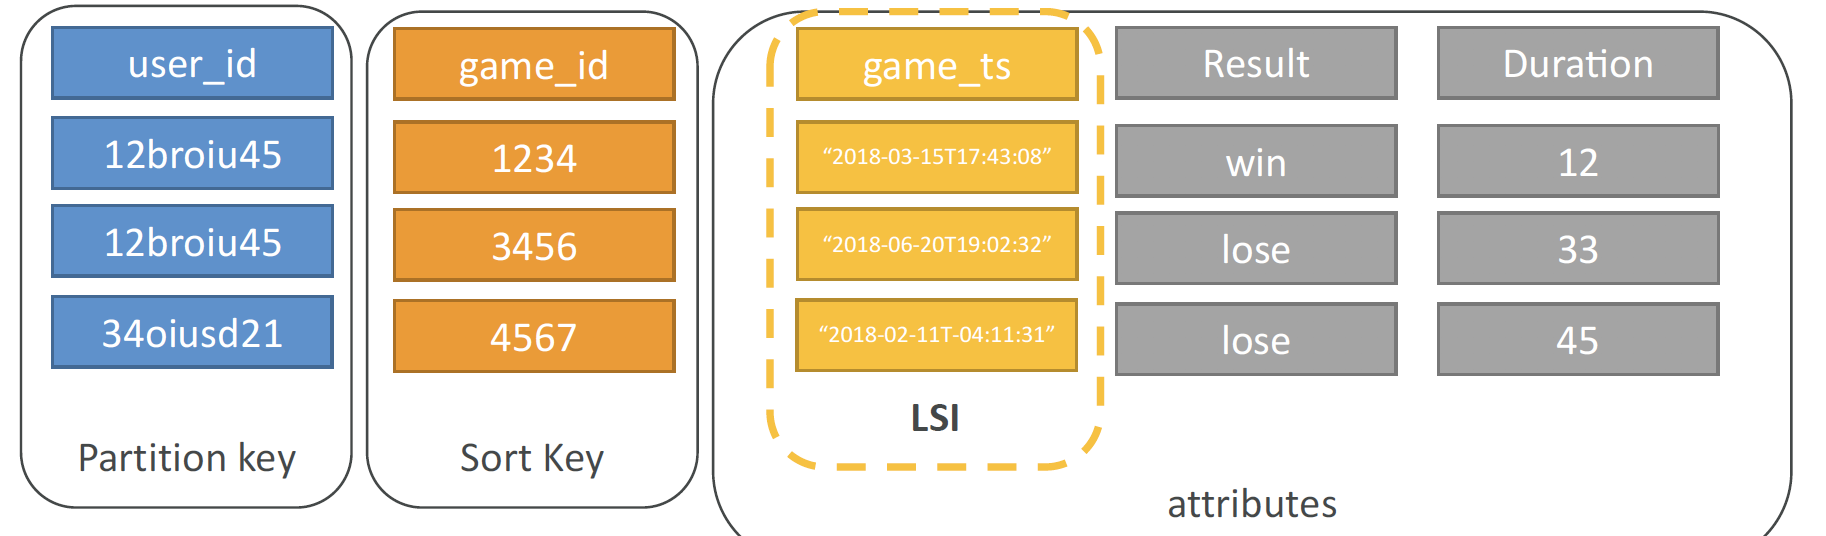 user_id game_id game_ts Result Duration
12broiu45 1234 “2018-03-15T17:43:08” win 12
12broiu45 3456 “2018-06-20T19:02:32” lose 33
34oiusd21 4567 “2018-02-11T-04:11:31” lose 45
LSI
Partition key Sort Key
attributes